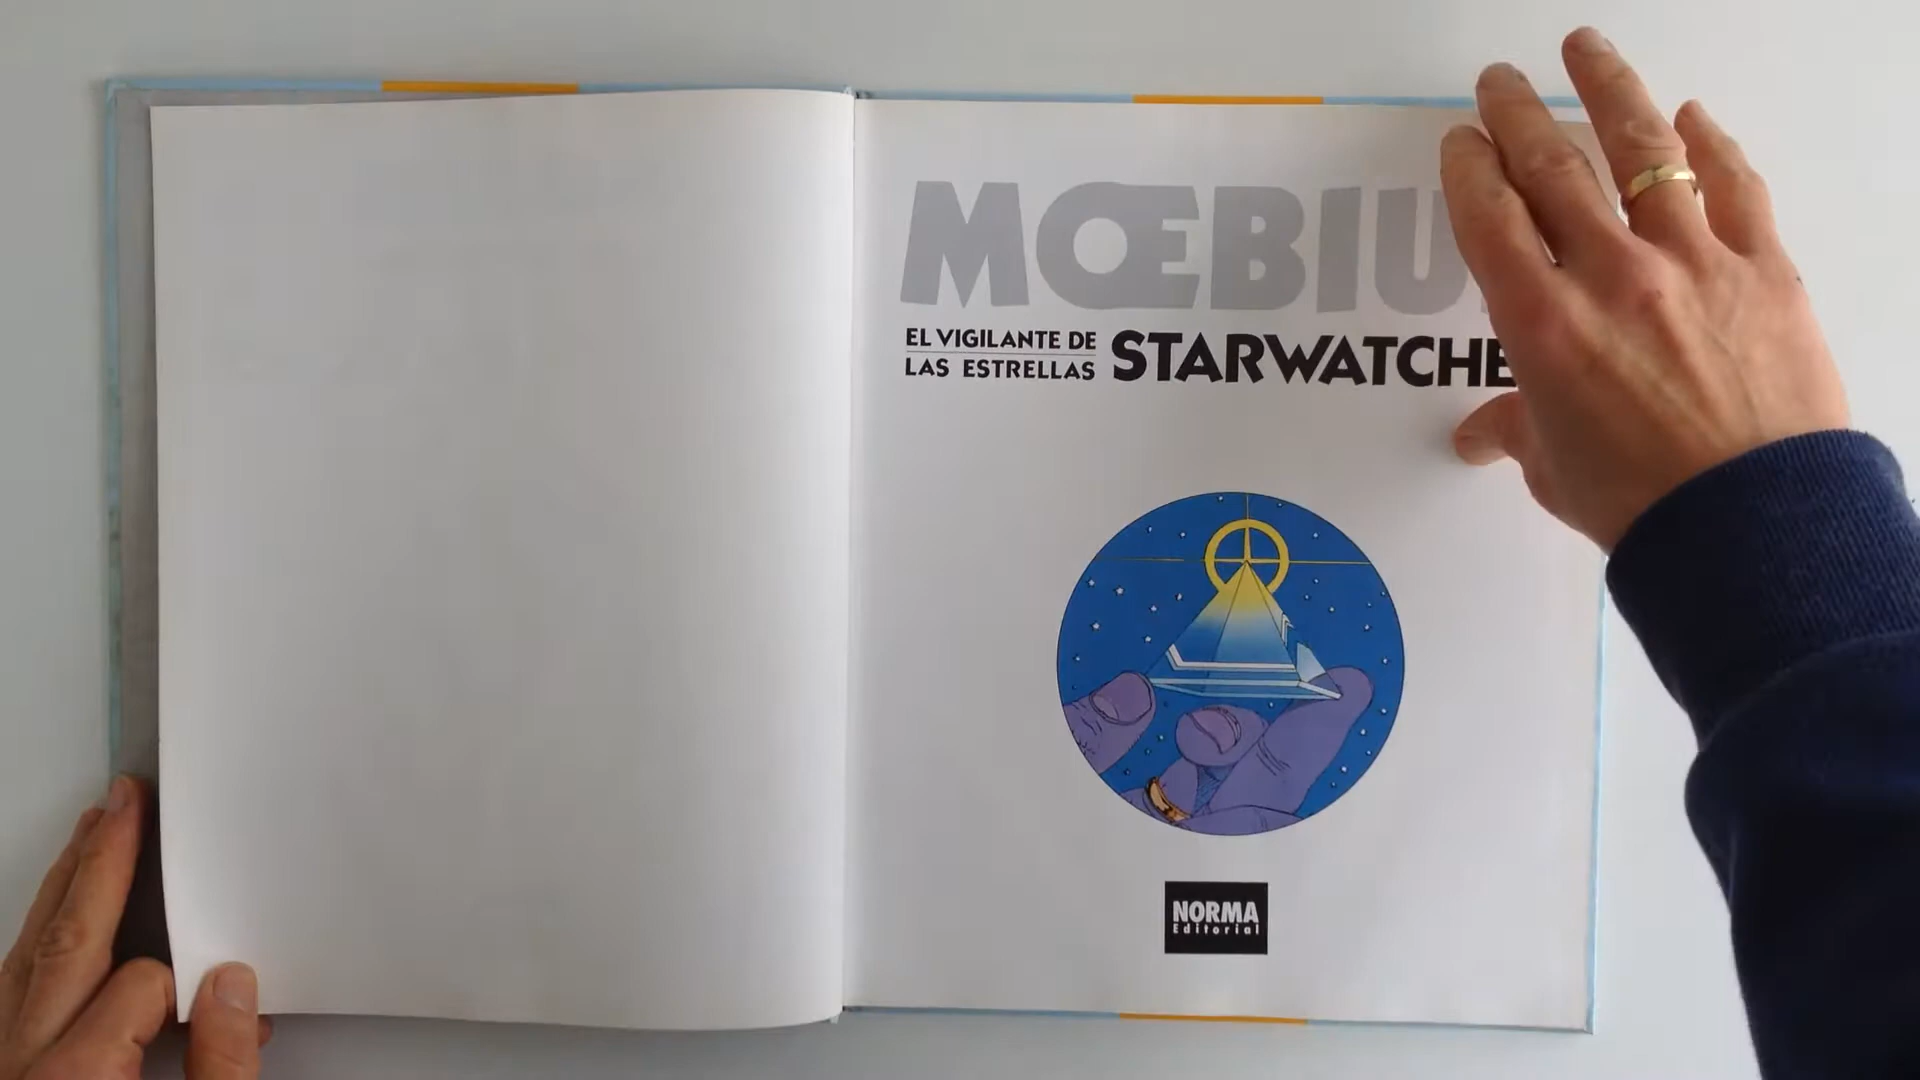 MŒBIU
EL VIGILANTE DE
LAS ESTRELLAS
STARWATCHE
NORMA
Editorial